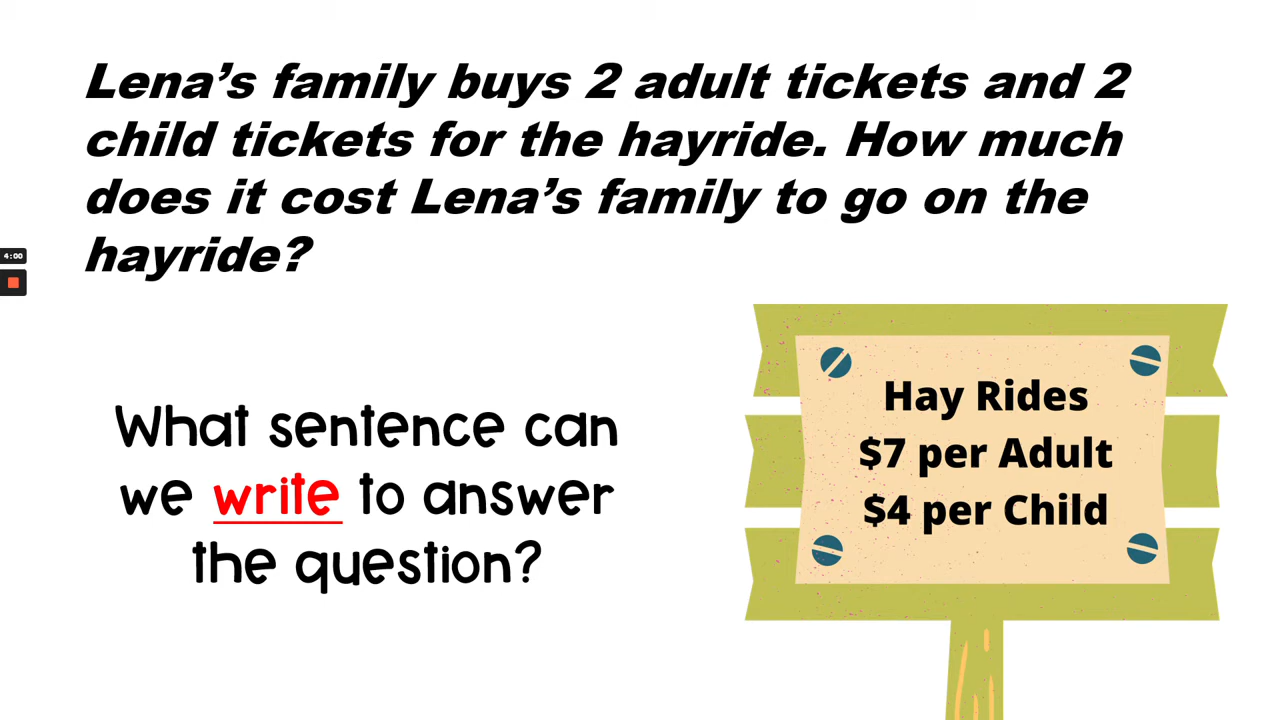 Lena’s family buys 2 adult tickets and 2
child tickets for the hayride. How much
does it cost Lena’s family to go on the
hayride?
4:00
What sentence can
we write to answer
the question?
Hay Rides
$7 per Adult
$4 per Child